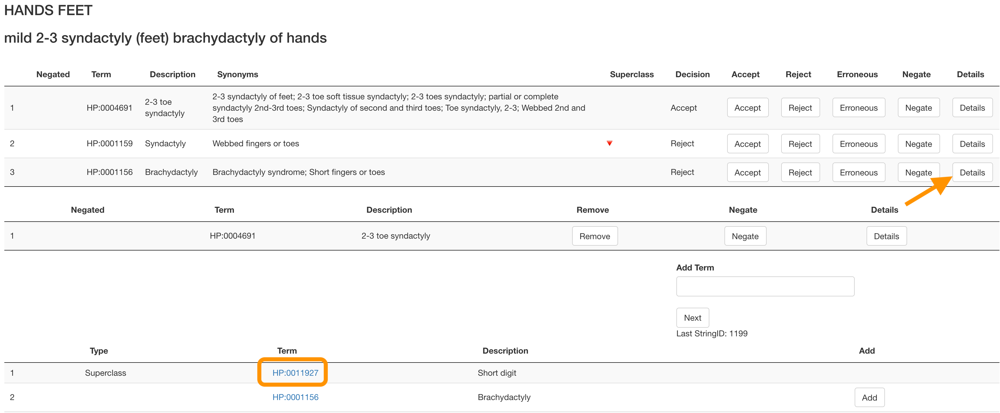 HANDS FEET
mild 2-3 syndactyly (feet) brachydactyly of hands
Negated Term Description Synonyms Superclass Decision Accept Reject Erroneous Negate Details
1 HP:0004691 2-3 toe syndactyly 2-3 syndactyly of feet; 2-3 toe soft tissue syndactyly; 2-3 toes syndactyly; partial or complete
syndactyly 2nd-3rd toes; Syndactyly of second and third toes; Toe syndactyly, 2-3; Webbed 2nd and
3rd toes Accept Accept Reject Erroneous Negate Details
2 HP:0001159 Syndactyly Webbed fingers or toes Reject Accept Reject Erroneous Negate Details
3 HP:0001156 Brachydactyly Brachydactyly syndrome; Short fingers or toes Reject Accept Reject Erroneous Negate Details
Negated Term Description Remove Negate Details
1 HP:0004691 2-3 toe syndactyly Remove Negate Details
Add Term
Next
Last StringID: 1199
Type Term Description Add
1 Superclass HP:0011927 Short digit
2 HP:0001156 Brachydactyly Add